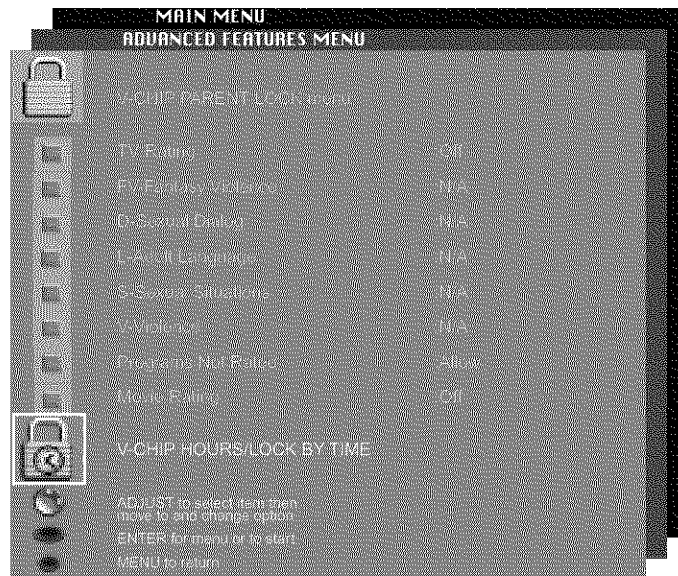 MAIN MENU
ADVANCED FEATURES MENU
V-CHIP PARENT LOCK menu
TV Rating Off
FV-Fantasy Violence N/A
D-Sexual Dialog N/A
L-Adult Language N/A
S-Sexual Situations N/A
V-Violence N/A
Programs Not Rated Allow
Movie Rating Off
V-CHIP HOURS/LOCK BY TIME
ADJUST to select item then
move to and change option
ENTER for menu or to start
MENU to return